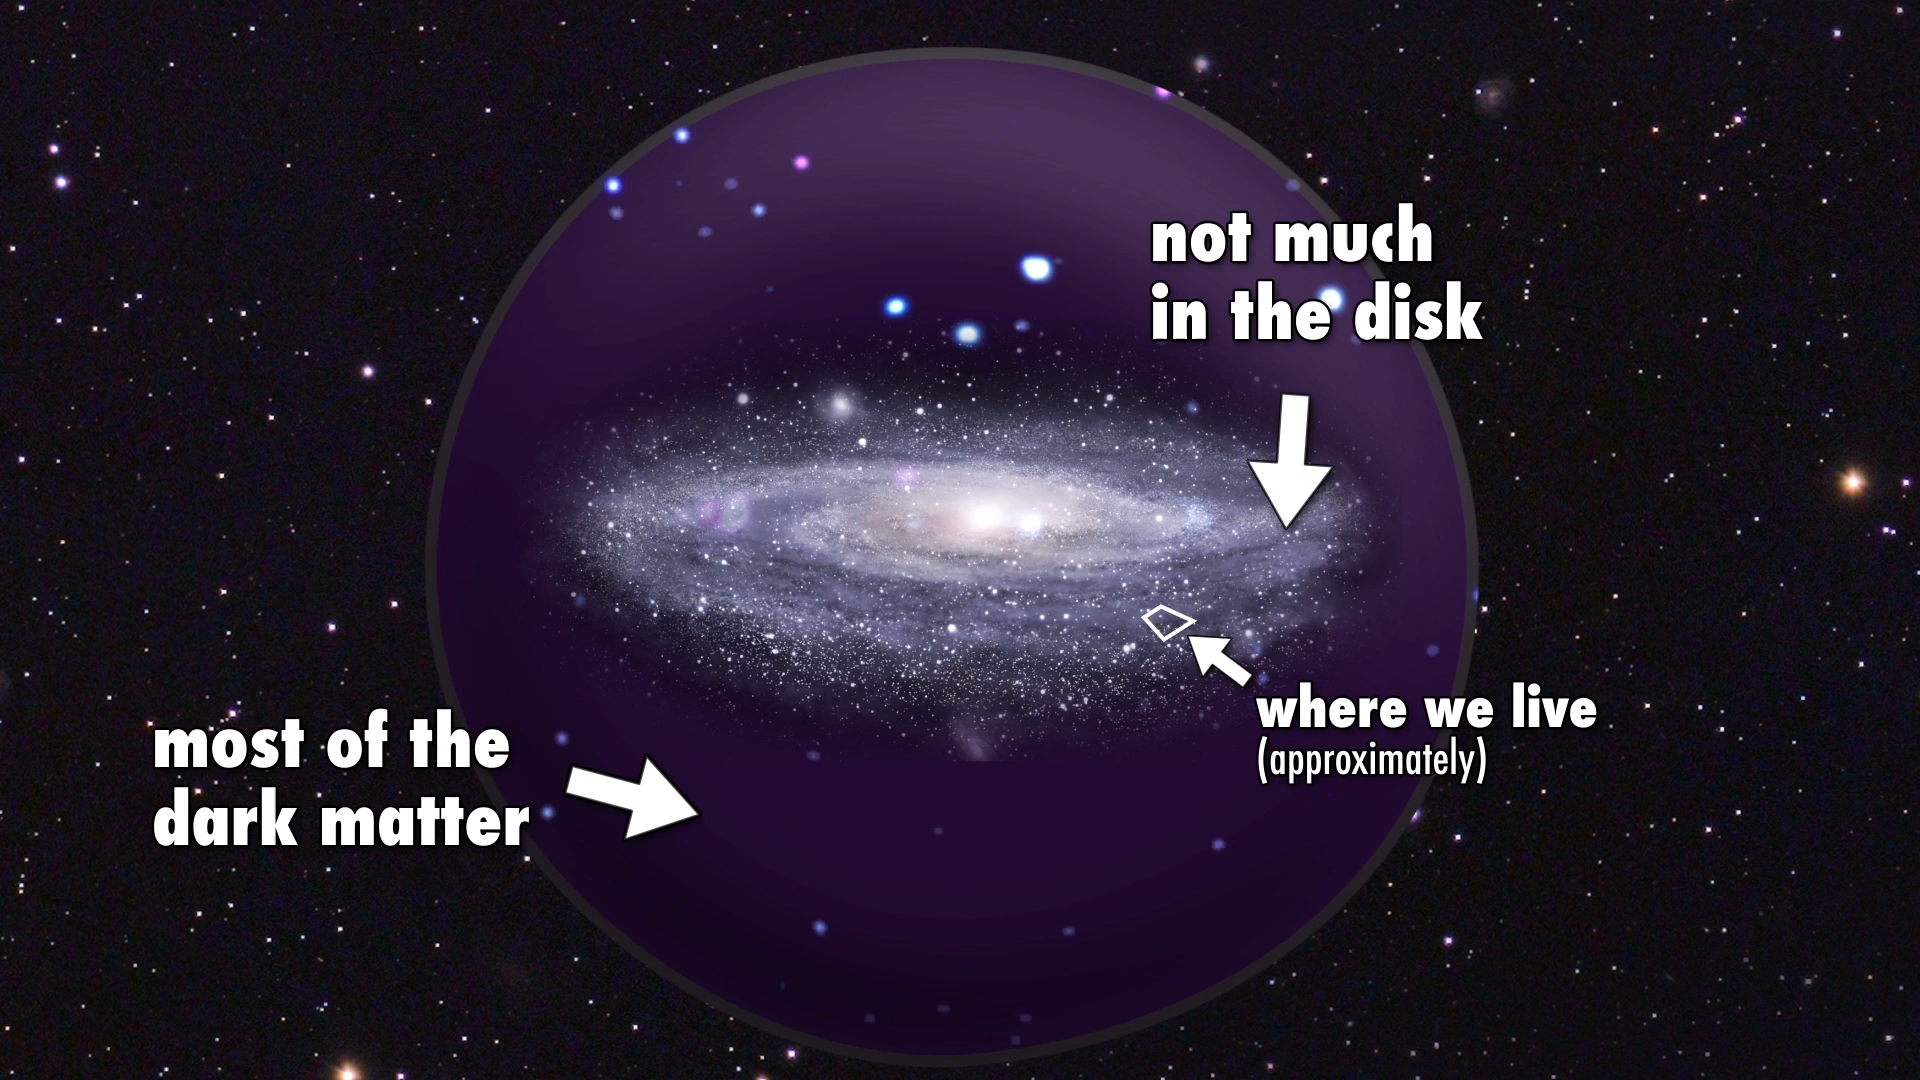 not much
in the disk
where we live
(approximately)
most of the
dark matter